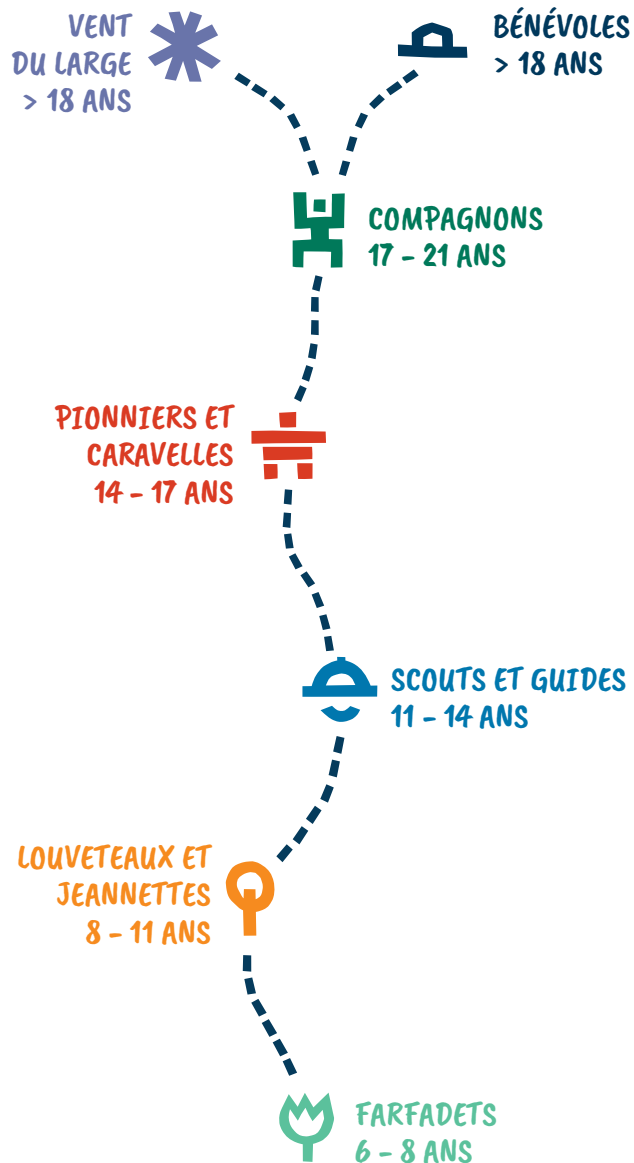 VENT
DU LARGE
> 18 ANS
BÉNÉVOLES
> 18 ANS
COMPAGNONS
17 – 21 ANS
PIONNIERS ET
CARAVELLES
14 – 17 ANS
SCOUTS ET GUIDES
11 – 14 ANS
LOUVETEAUX ET
JEANNETTES
8 – 11 ANS
FARFADETS
6 – 8 ANS